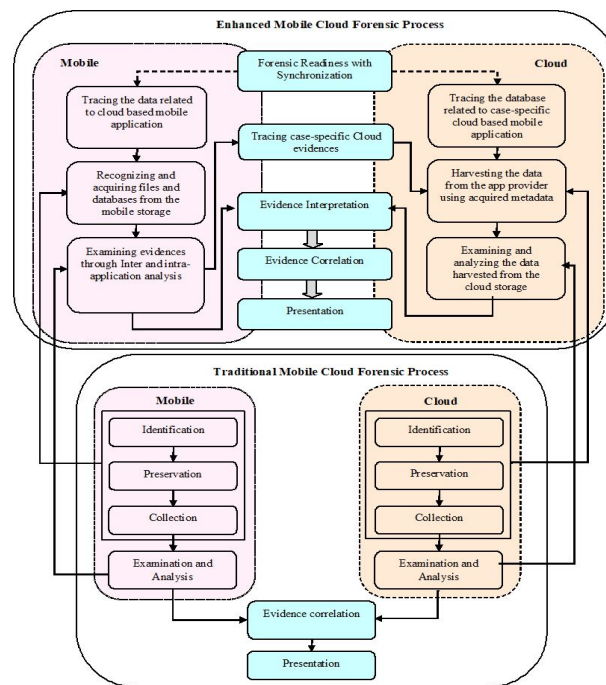 Enhanced Mobile Cloud Forensic Process
Mobile
Forensic Readiness with
Synchronization
Cloud
Tracing the data related
to cloud based mobile
application
Tracing the database
related to case-specific
cloud based mobile
application
Tracing case-specific Cloud
evidences
Recognizing and
acquiring files and
databases from the
mobile storage
Harvesting the data
from the app provider
using acquired metadata
Evidence Interpretation
Examining evidences
through Inter and intra-
application analysis
Evidence Correlation
Examining and
analyzing the data
harvested from the
cloud storage
Presentation
Traditional Mobile Cloud Forensic Process
Mobile
Identification
Preservation
Collection
Examination and
Analysis
Cloud
Identification
Preservation
Collection
Examination and
Analysis
Evidence correlation
Presentation